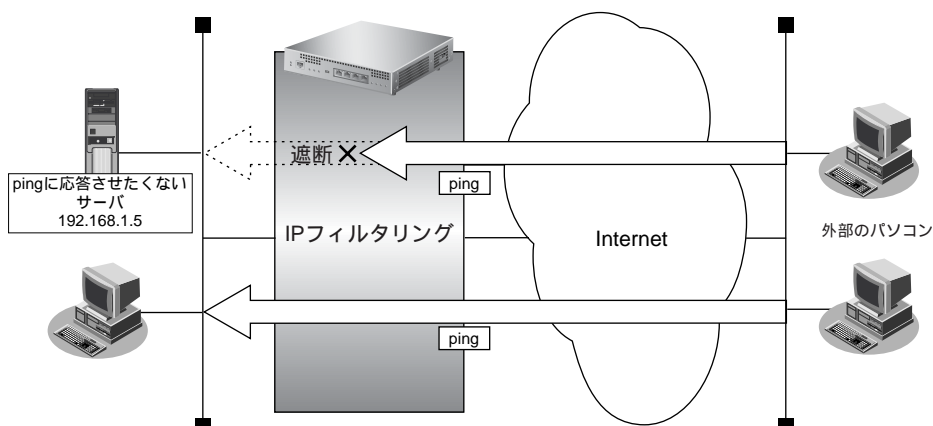 遮断
ping
pingに応答させたくない
サーバ
192.168.1.5
IPフィルタリング
Internet
外部のパソコン
ping